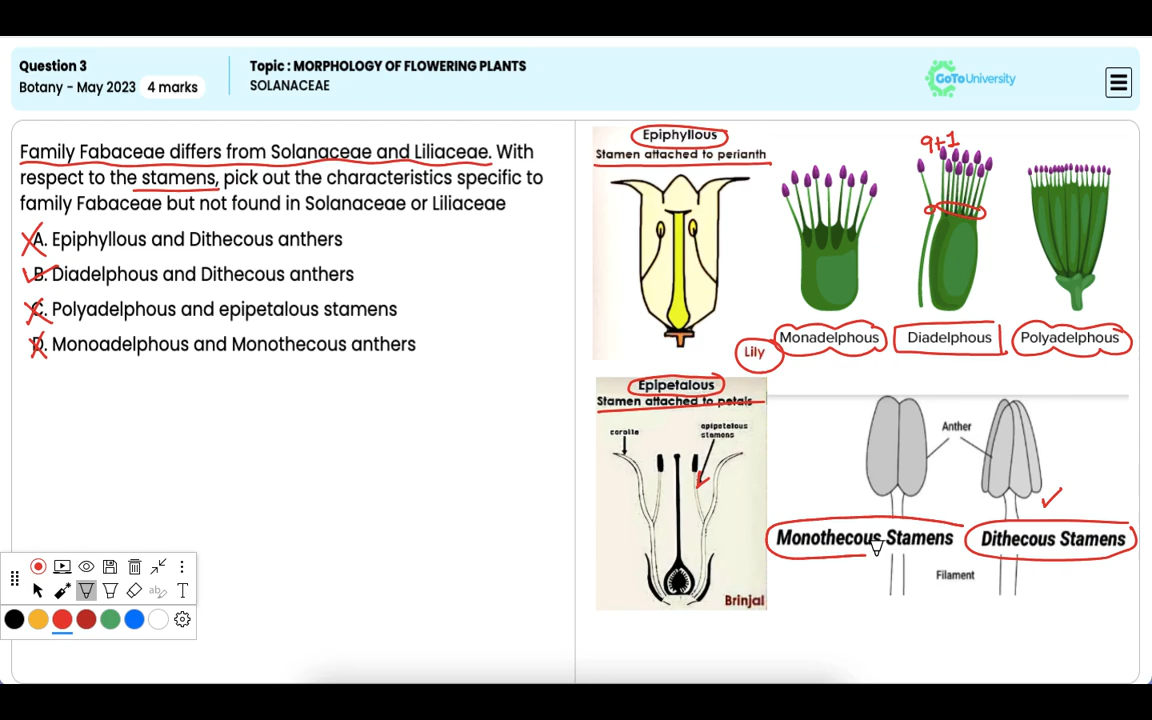 Question 3
Botany - May 2023 4 marks
Topic : MORPHOLOGY OF FLOWERING PLANTS
SOLANACEAE
GoToUniversity
Family Fabaceae differs from Solanaceae and Liliaceae. With
respect to the stamens, pick out the characteristics specific to
family Fabaceae but not found in Solanaceae or Liliaceae
A. Epiphyllous and Dithecous anthers
B. Diadelphous and Dithecous anthers
C. Polyadelphous and epipetalous stamens
D. Monoadelphous and Monothecous anthers
Epiphyllous
Stamen attached to perianth
Lily
9+1
Monadelphous
Diadelphous
Polyadelphous
Epipetalous
Stamen attached to petals
corolla
epipetalous
stamens
Brinjal
Anther
Monothecous Stamens
Dithecous Stamens
Filament
ab
T